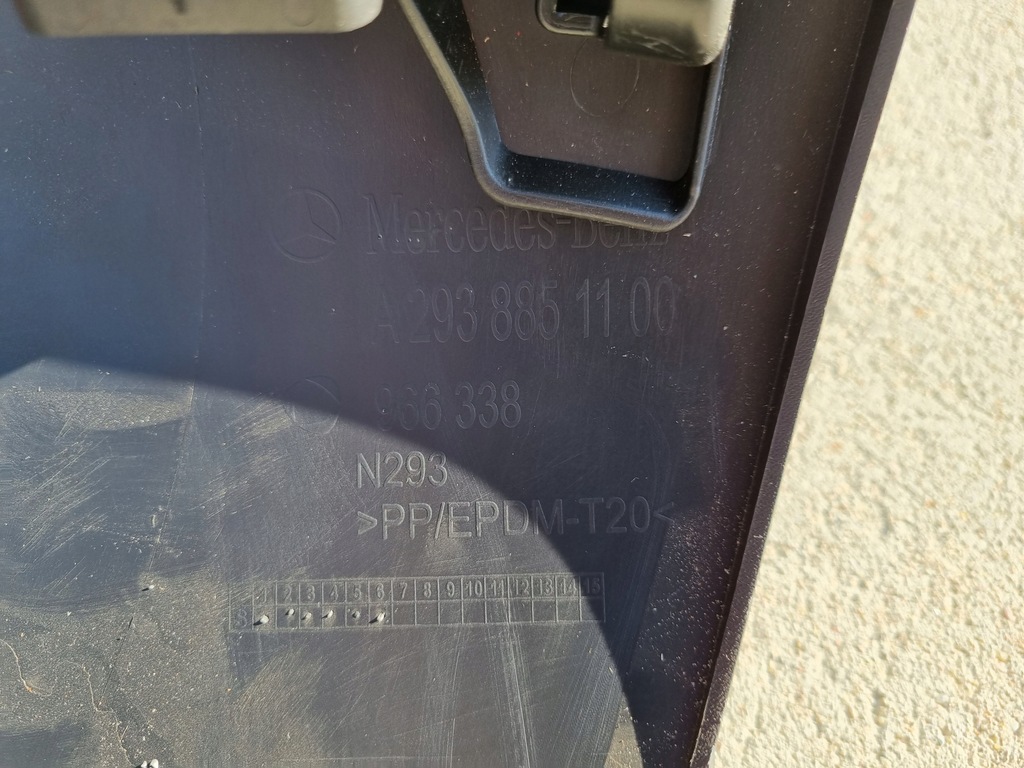 Mercedes-Benz
A 293 885 11 00
866 338
N293
>PP/EPDM-T20<
1 2 3 4 5 6 7 8 9 10 11 12 13 14 15
S